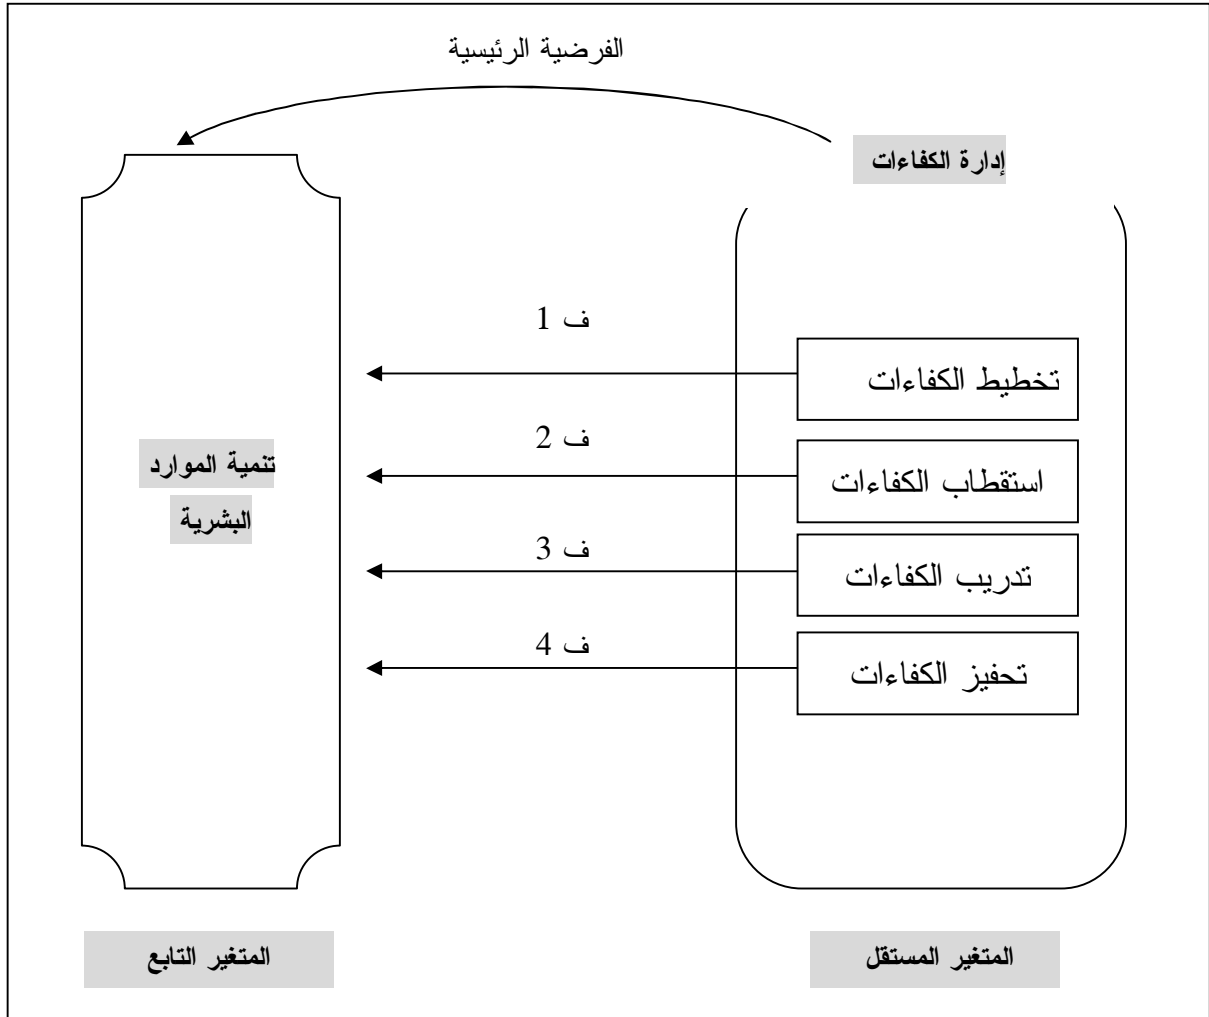 الفرضية الرئيسية
إدارة الكفاءات
ف 1
تخطيط الكفاءات
ف 2
استقطاب الكفاءات
تنمية الموارد
البشرية
ف 3
تدريب الكفاءات
ف 4
تحفيز الكفاءات
المتغير المستقل
المتغير التابع